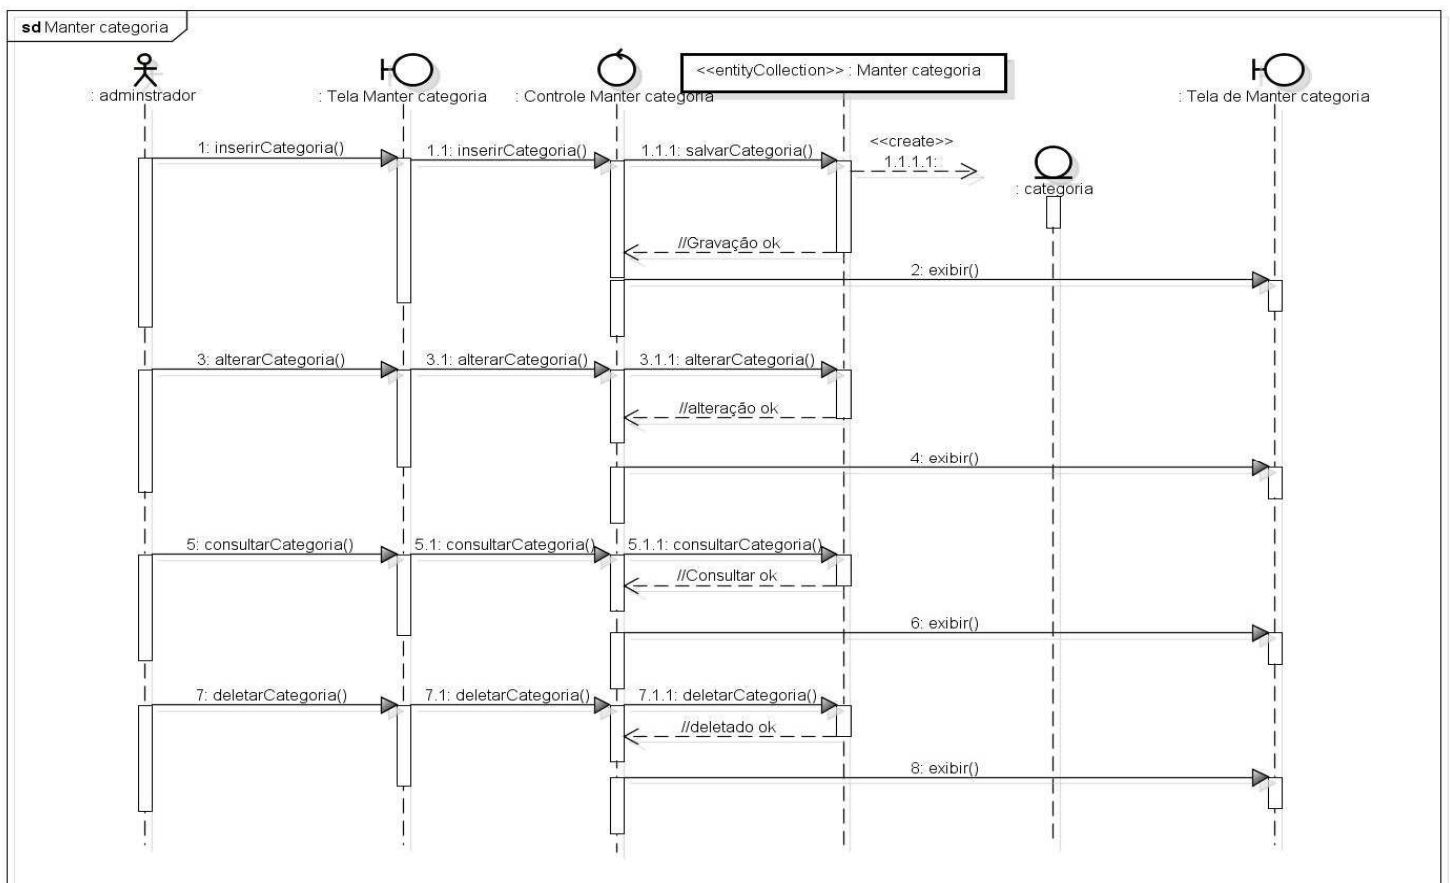 sd Manter categoria
<<entityCollection>> : Manter categoria
: adminstrador
: Tela Manter categoria
: Controle Manter categoria
: Tela de Manter categoria
<<create>>
1: inserirCategoria()
1.1: inserirCategoria()
1.1.1: salvarCategoria()
1.1.1.1:
: categoria
//Gravação ok
2: exibir()
3: alterarCategoria()
3.1: alterarCategoria()
3.1.1: alterarCategoria()
//alteração ok
4: exibir()
5: consultarCategoria()
5.1: consultarCategoria()
5.1.1: consultarCategoria()
//Consultar ok
6: exibir()
7: deletarCategoria()
7.1: deletarCategoria()
7.1.1: deletarCategoria()
//deletado ok
8: exibir()